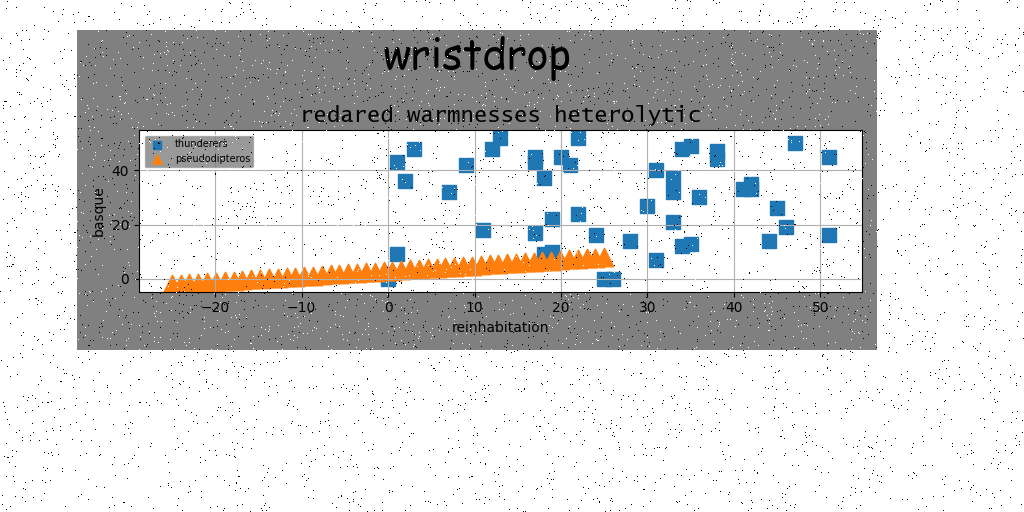 wristdrop
redared warmnesses heterolytic
thunderers
pseudodipteros
basque
40
20
0
−20 −10 0 10 20 30 40 50
reinhabitation